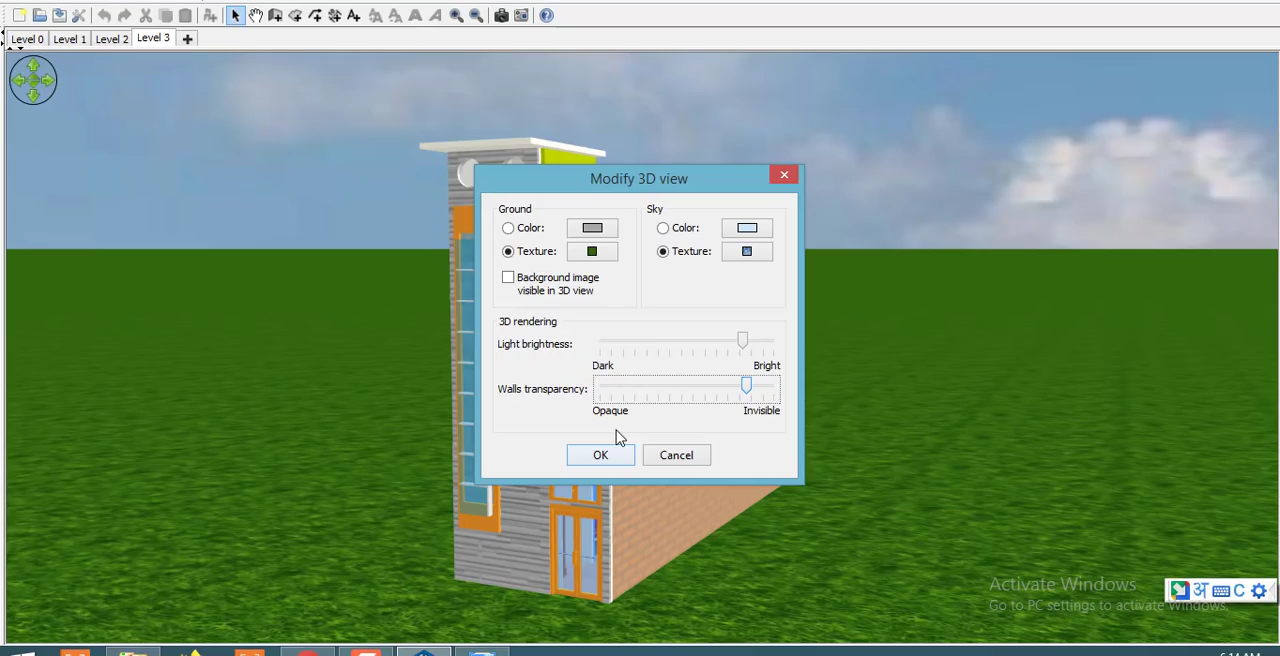 Level 0 Level 1 Level 2 Level 3
Modify 3D view
Ground
Sky
Color:
Color:
Texture:
Texture:
Background image
visible in 3D view
3D rendering
Light brightness:
Dark Bright
Walls transparency:
Opaque Invisible
OK Cancel
Activate Windows
Go to PC settings to activate Windows.
अ C